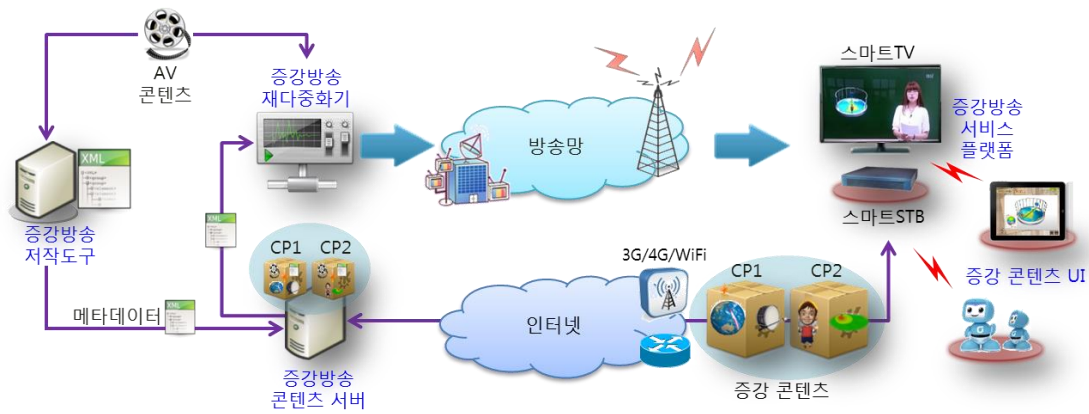 AV
콘텐츠
증강방송
재다중화기
XML
증강방송
저작도구
메타데이터
XML
XML
CP1
CP2
증강방송
콘텐츠 서버
방송망
인터넷
3G/4G/WiFi
CP1
CP2
증강 콘텐츠
스마트TV
스마트STB
증강방송
서비스
플랫폼
증강 콘텐츠 UI